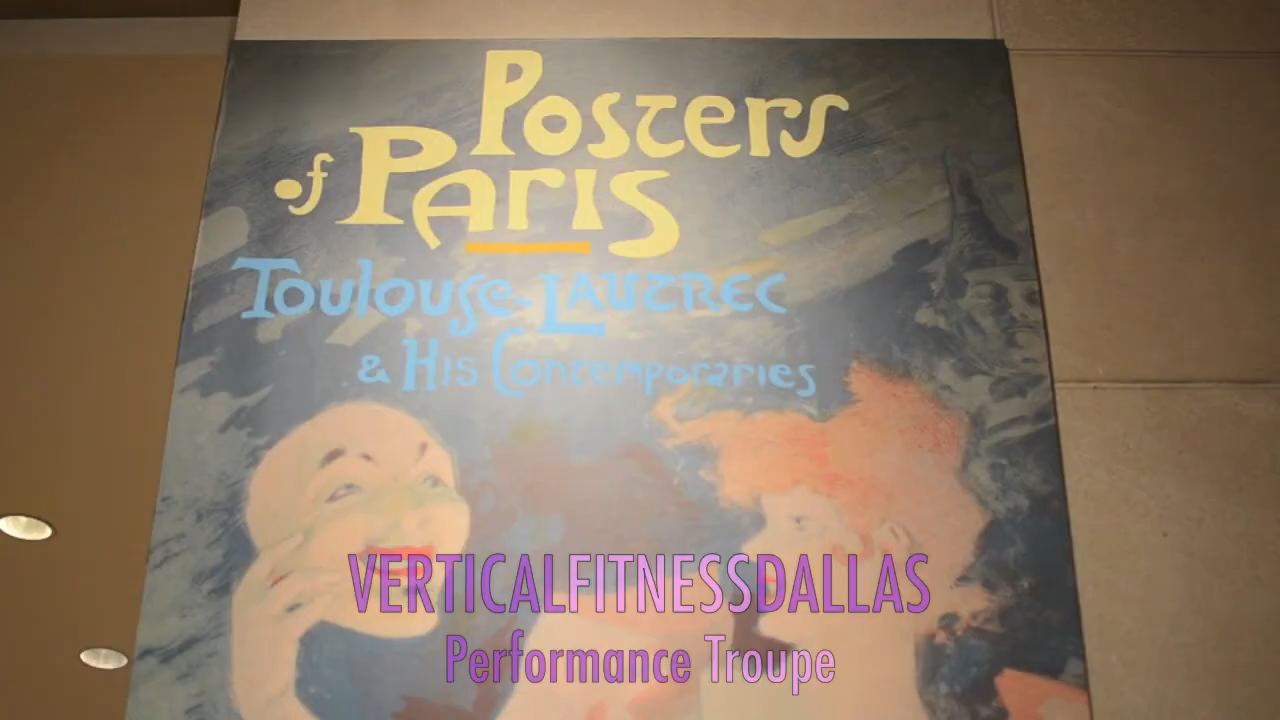 Posters
of Paris
Toulouse-Lautrec
& His Contemporaries
VERTICALFITNESSDALLAS
Performance Troupe